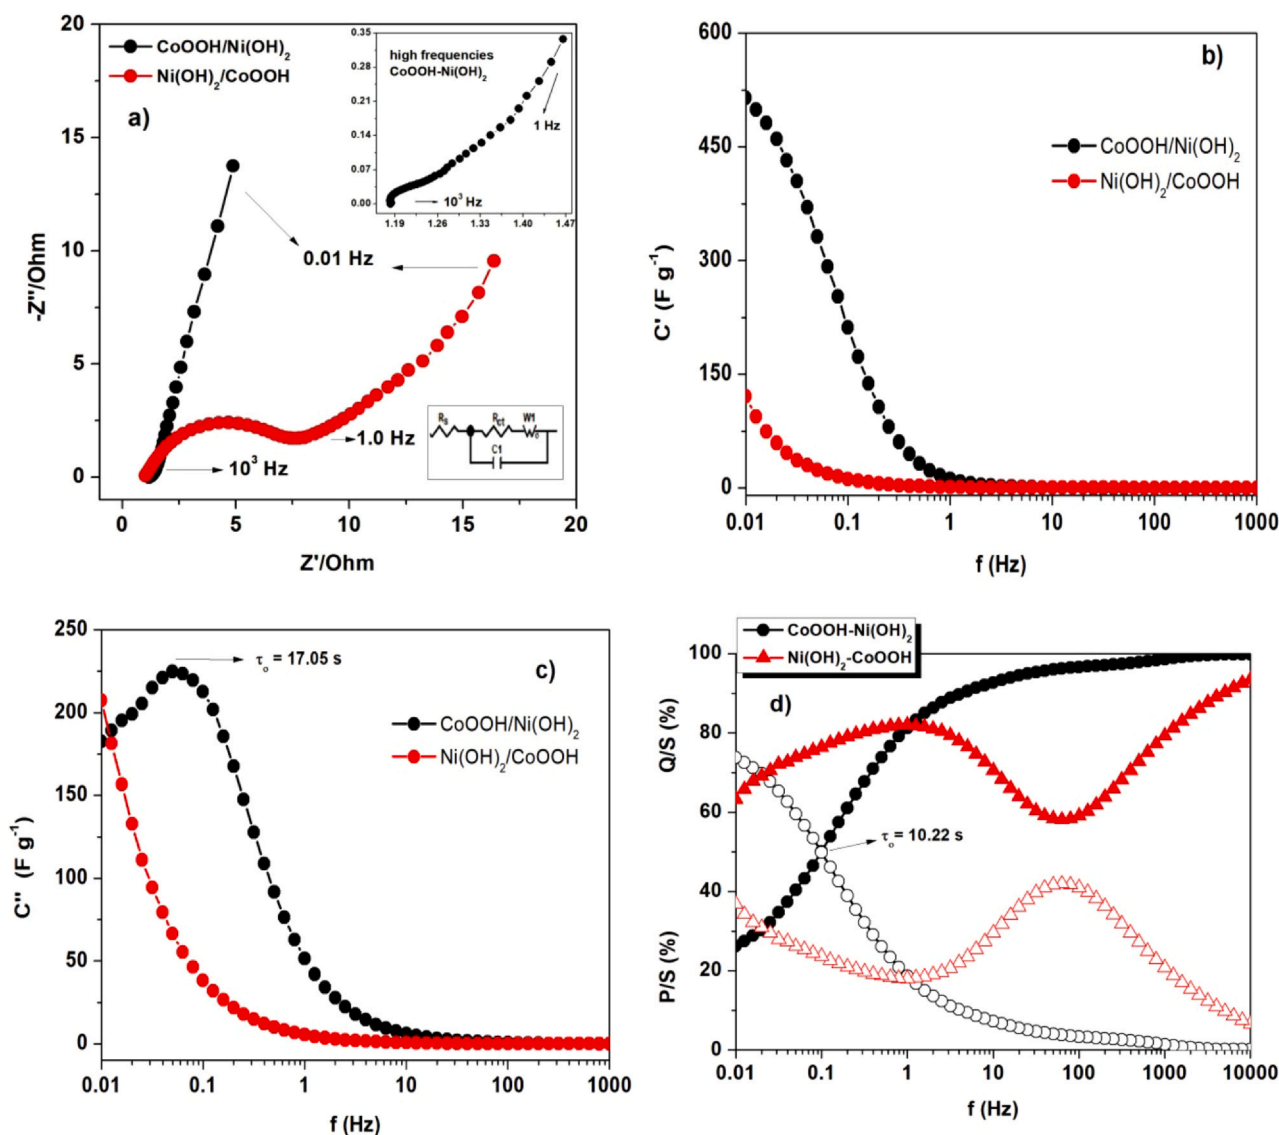 a)
CoOOH/Ni(OH)2
Ni(OH)2/CoOOH
-Z''/Ohm
20
15
10
5
0
0 5 10 15 20
Z'/Ohm
0.01 Hz
1.0 Hz
10³ Hz
high frequencies
CoOOH-Ni(OH)2
0.35
0.28
0.21
0.14
0.07
0.00
1.19 1.26 1.33 1.40 1.47
1 Hz
10³ Hz
Rs Rct W1
C1
b)
CoOOH/Ni(OH)2
Ni(OH)2/CoOOH
C' (F g⁻¹)
600
450
300
150
0
0.01 0.1 1 10 100 1000
f (Hz)
c)
τo = 17.05 s
CoOOH/Ni(OH)2
Ni(OH)2/CoOOH
C'' (F g⁻¹)
250
200
150
100
50
0
0.01 0.1 1 10 100 1000
f (Hz)
CoOOH-Ni(OH)2
Ni(OH)2-CoOOH
d)
τo = 10.22 s
Q/S (%)
P/S (%)
100
80
60
40
20
0
0.01 0.1 1 10 100 1000 10000
f (Hz)